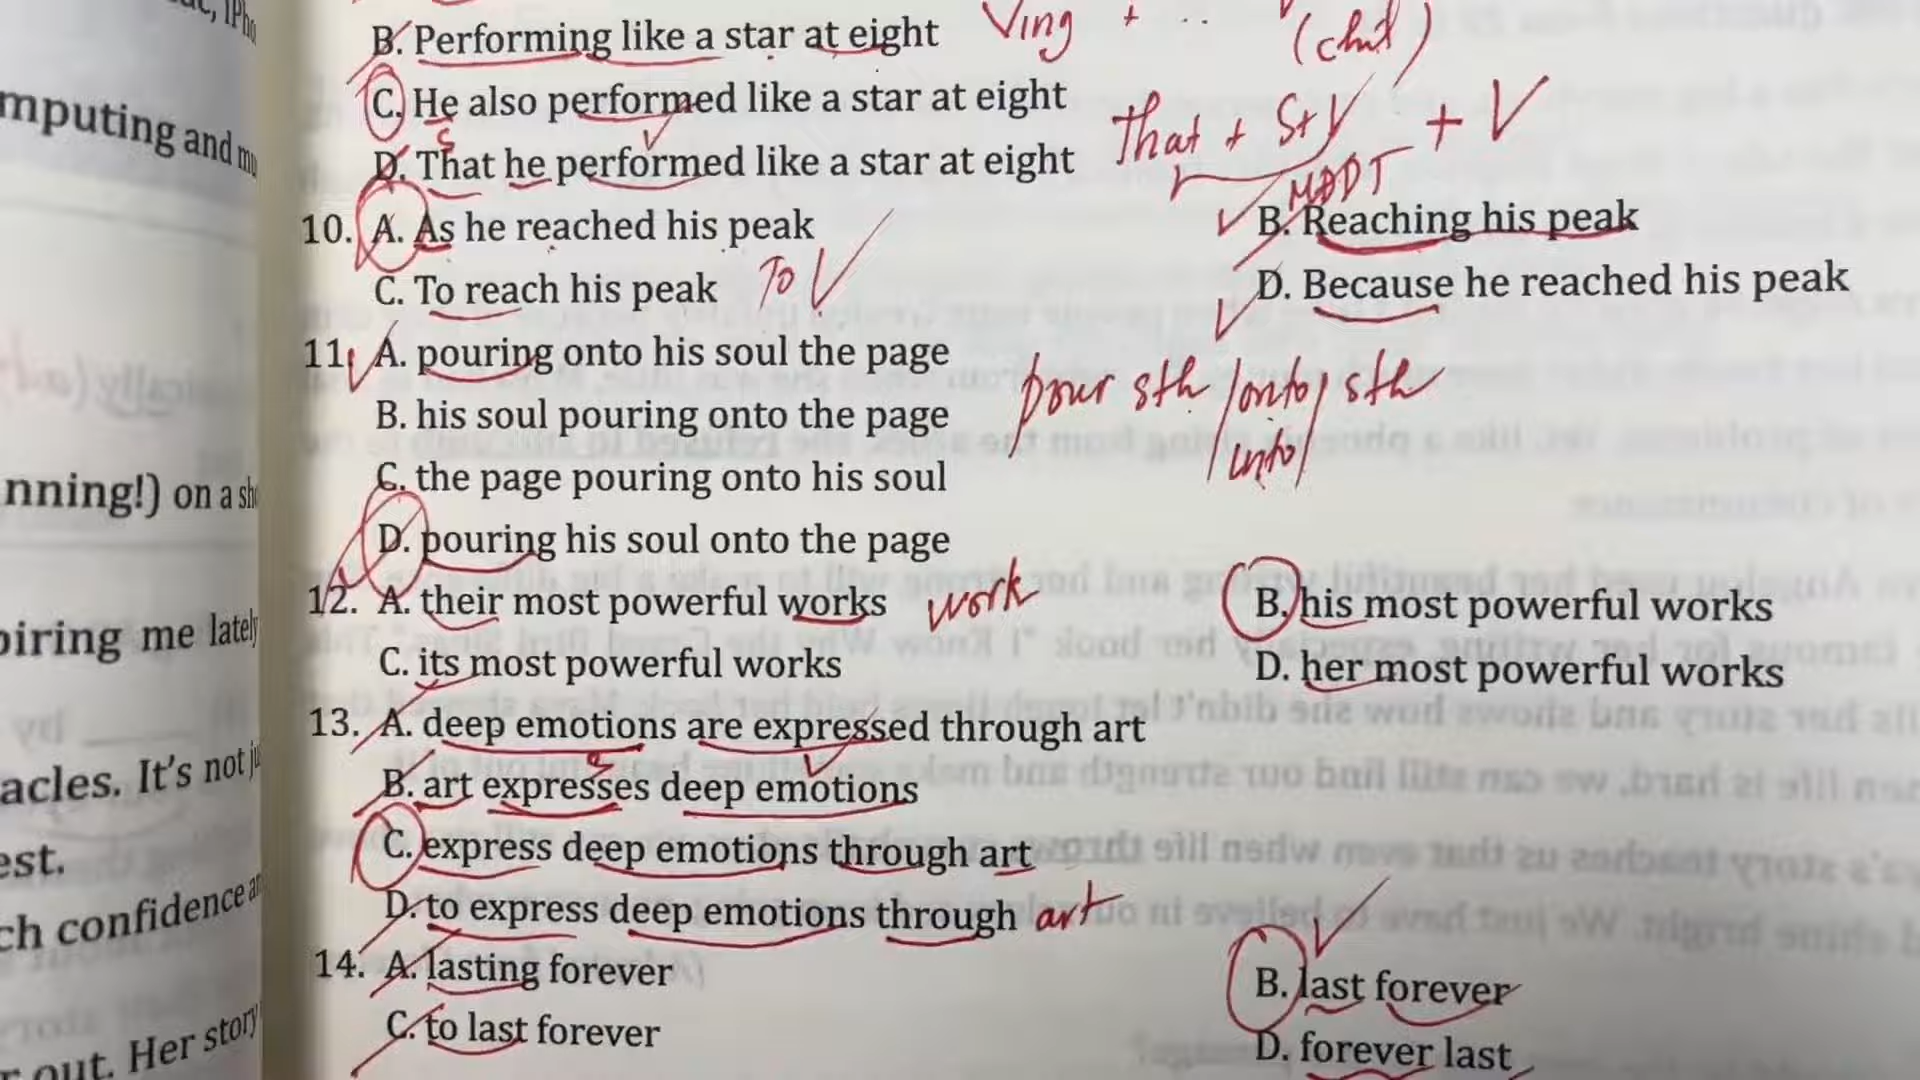 B. Performing like a star at eight Ving + ..
C. He also performed like a star at eight
S V
D. That he performed like a star at eight That + S + V + V
MĐDT
10. A. As he reached his peak B. Reaching his peak
C. To reach his peak To V D. Because he reached his peak
11. A. pouring onto his soul the page
B. his soul pouring onto the page pour sth /onto/ sth
C. the page pouring onto his soul /into/
D. pouring his soul onto the page
12. A. their most powerful works work B. his most powerful works
C. its most powerful works D. her most powerful works
13. A. deep emotions are expressed through art
S V
B. art expresses deep emotions
C. express deep emotions through art
D. to express deep emotions through art
14. A. lasting forever B. last forever
C. to last forever D. forever last
mputing and
nning!) on a
piring me lately
by
acles. It's not
est.
ch confidence
out. Her story